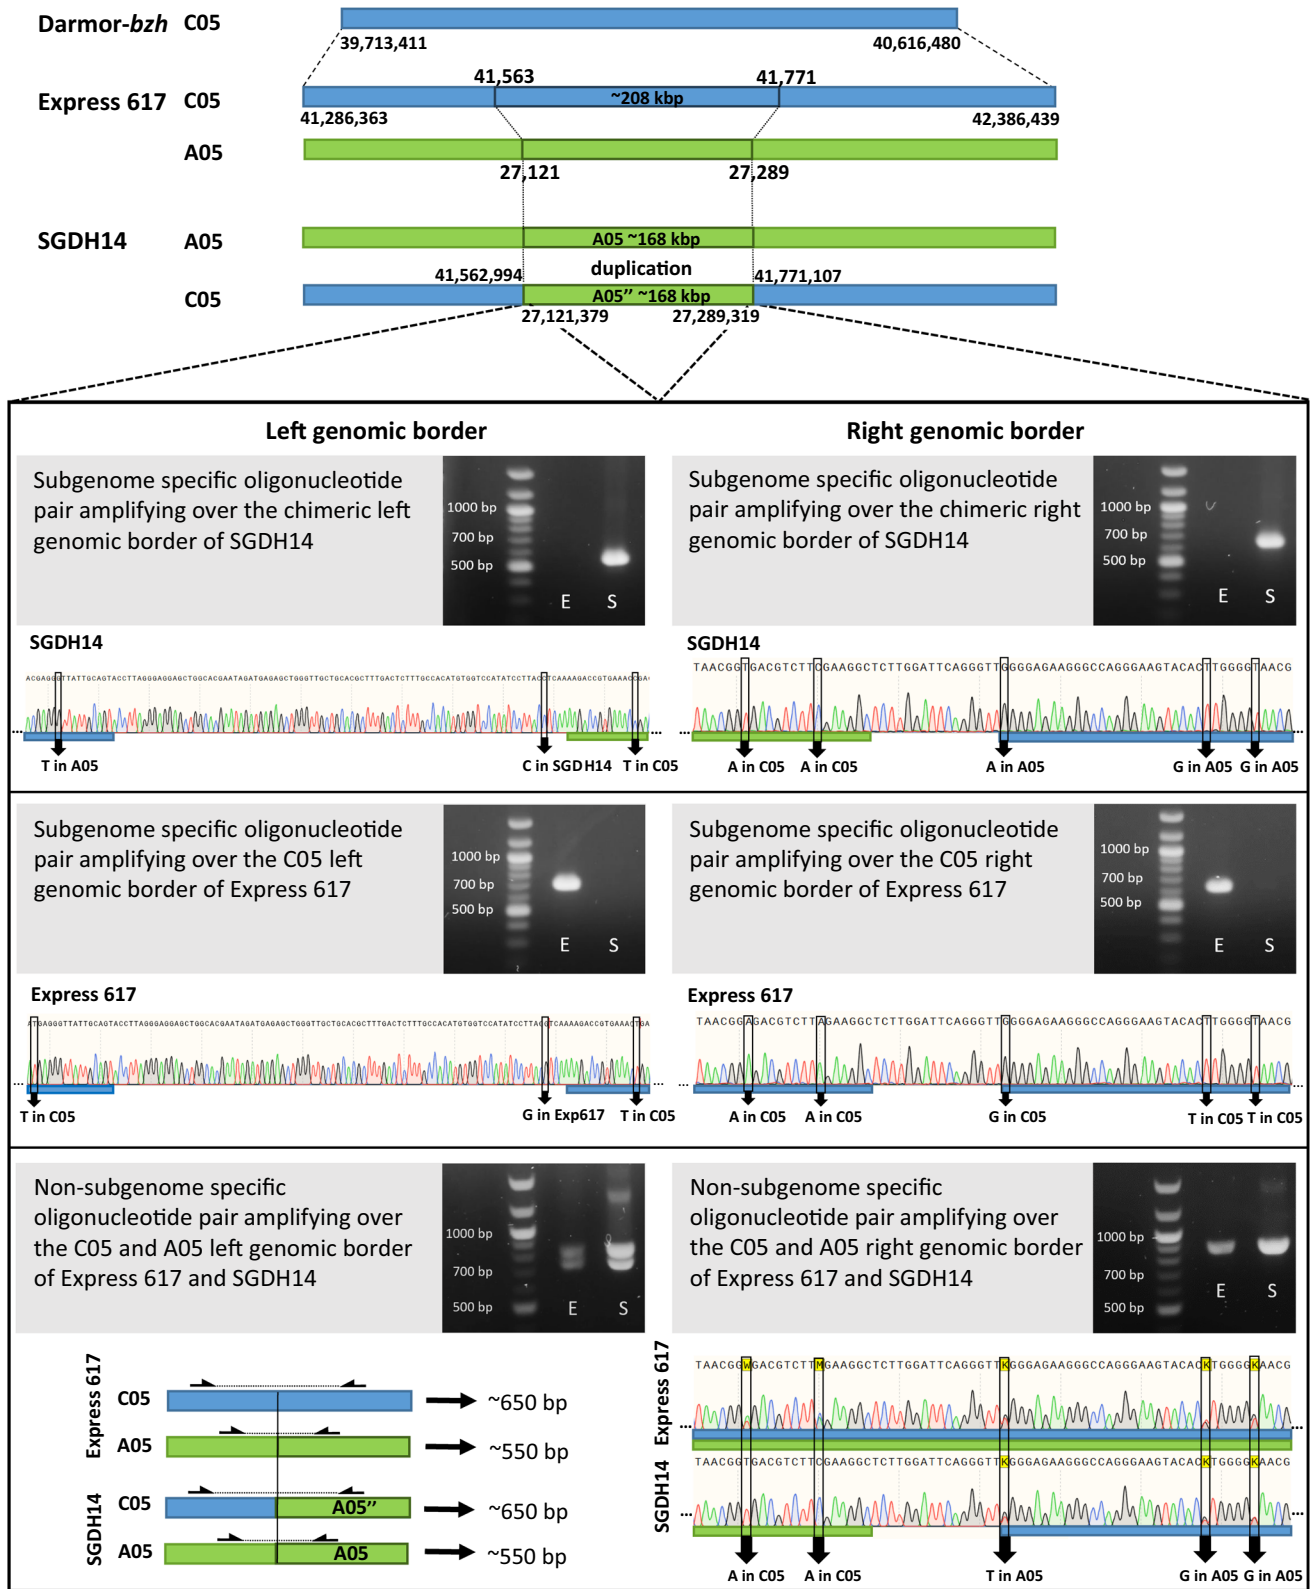 Darmor-bzh C05
39,713,411 40,616,480
41,563 41,771
Express 617 C05 ~208 kbp
41,286,363 42,386,439
A05
27,121 27,289
SGDH14 A05 A05 ~168 kbp
41,562,994 duplication 41,771,107
C05 A05’’ ~168 kbp
27,121,379 27,289,319
Left genomic border
Subgenome specific oligonucleotide
pair amplifying over the chimeric left
genomic border of SGDH14
1000 bp
700 bp
500 bp
E S
SGDH14
...
...
T in A05 C in SGDH14 T in C05
Right genomic border
Subgenome specific oligonucleotide
pair amplifying over the chimeric right
genomic border of SGDH14
1000 bp
700 bp
500 bp
E S
SGDH14
TAACGGTGACGTCTTCGAAGGCTCTTGGATTCAGGGTTGGGGAGAAGGGCCAGGGAAGTACACTTGGGGTAACG
...
...
A in C05 A in C05 A in A05 G in A05 G in A05
Subgenome specific oligonucleotide
pair amplifying over the C05 left
genomic border of Express 617
1000 bp
700 bp
500 bp
E S
Express 617
...
...
T in C05 G in Exp617 T in C05
Subgenome specific oligonucleotide
pair amplifying over the C05 right
genomic border of Express 617
1000 bp
700 bp
500 bp
E S
Express 617
TAACGGAGACGTCTTAGAAGGCTCTTGGATTCAGGGTTGGGGAGAAGGGCCAGGGAAGTACACTTGGGGTAACG
...
...
A in C05 A in C05 G in C05 T in C05 T in C05
Non-subgenome specific
oligonucleotide pair amplifying over
the C05 and A05 left genomic border
of Express 617 and SGDH14
1000 bp
700 bp
500 bp
E S
Express 617
C05 ~650 bp
A05 ~550 bp
SGDH14
C05 A05’’ ~650 bp
A05 A05 ~550 bp
Non-subgenome specific
oligonucleotide pair amplifying over
the C05 and A05 right genomic border
of Express 617 and SGDH14
1000 bp
700 bp
500 bp
E S
Express 617
TAACGGWGACGTCTTMGAAGGCTCTTGGATTCAGGGTTKGGGAGAAGGGCCAGGGAAGTACACKTGGGGKAACG
...
...
SGDH14
TAACGGTGACGTCTTCGAAGGCTCTTGGATTCAGGGTTKGGGAGAAGGGCCAGGGAAGTACACKTGGGGKAACG
...
...
A in C05 A in C05 T in A05 G in A05 G in A05